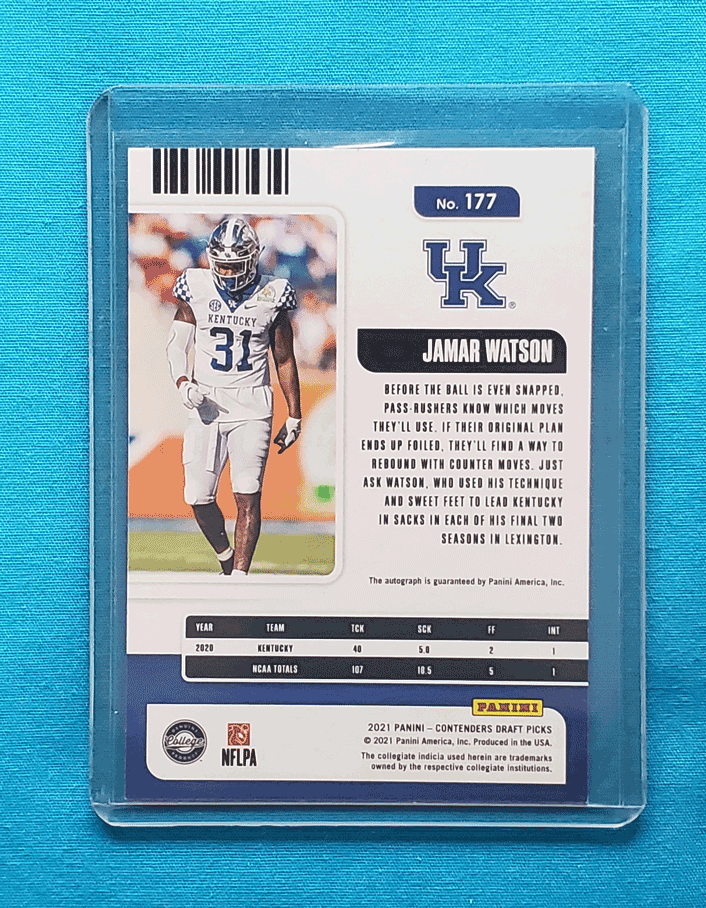 No. 177
UK
®
JAMAR WATSON
KENTUCKY
31
SEC
BEFORE THE BALL IS EVEN SNAPPED,
PASS-RUSHERS KNOW WHICH MOVES
THEY'LL USE. IF THEIR ORIGINAL PLAN
ENDS UP FOILED, THEY'LL FIND A WAY TO
REBOUND WITH COUNTER MOVES. JUST
ASK WATSON, WHO USED HIS TECHNIQUE
AND SWEET FEET TO LEAD KENTUCKY
IN SACKS IN EACH OF HIS FINAL TWO
SEASONS IN LEXINGTON.
The autograph is guaranteed by Panini America, Inc.
YEAR TEAM TCK SCK FF INT
2020 KENTUCKY 40 5.0 2 1
NCAA TOTALS 107 18.5 5 1
PANINI
2021 PANINI – CONTENDERS DRAFT PICKS
© 2021 Panini America, Inc. Produced in the USA.
The collegiate indicia used herein are trademarks
owned by the respective collegiate institutions.
College
NFLPA